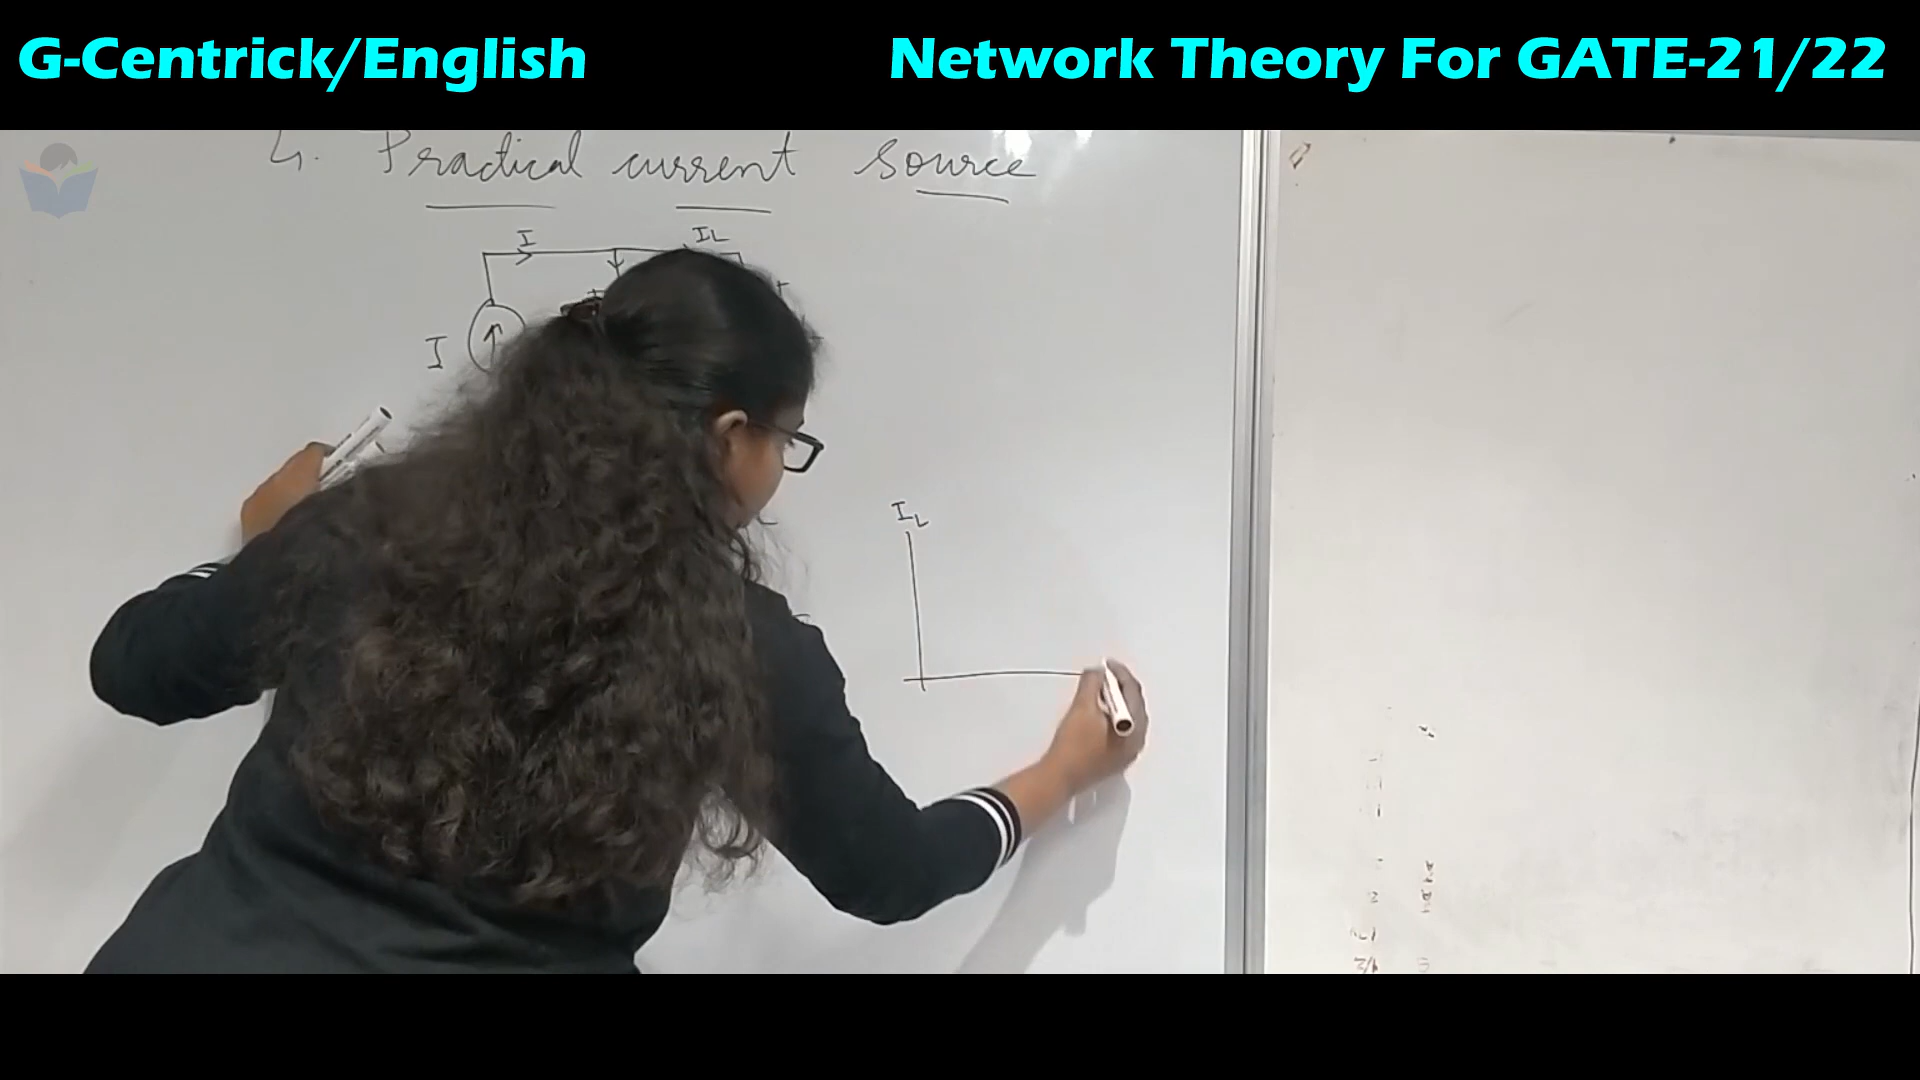 G-Centrick/English Network Theory For GATE-21/22
4. Practical current source
I IL
I
IL